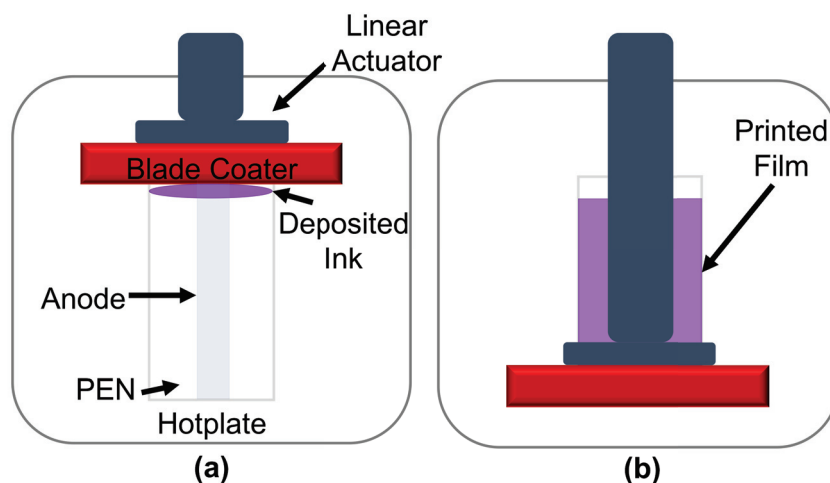 Linear
Actuator
Blade Coater
Deposited
Ink
Anode
PEN
Hotplate
(a)
Printed
Film
(b)